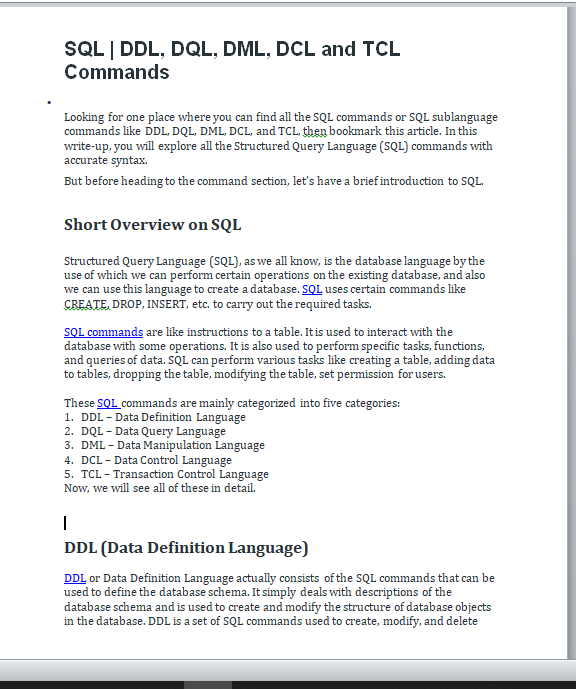 SQL | DDL, DQL, DML, DCL and TCL
Commands
Looking for one place where you can find all the SQL commands or SQL sublanguage
commands like DDL, DQL, DML, DCL, and TCL, then bookmark this article. In this
write-up, you will explore all the Structured Query Language (SQL) commands with
accurate syntax.
But before heading to the command section, let's have a brief introduction to SQL.
Short Overview on SQL
Structured Query Language (SQL), as we all know, is the database language by the
use of which we can perform certain operations on the existing database, and also
we can use this language to create a database. SQL uses certain commands like
CREATE, DROP, INSERT, etc. to carry out the required tasks.
SQL commands are like instructions to a table. It is used to interact with the
database with some operations. It is also used to perform specific tasks, functions,
and queries of data. SQL can perform various tasks like creating a table, adding data
to tables, dropping the table, modifying the table, set permission for users.
These SQL commands are mainly categorized into five categories:
1. DDL – Data Definition Language
2. DQL – Data Query Language
3. DML – Data Manipulation Language
4. DCL – Data Control Language
5. TCL – Transaction Control Language
Now, we will see all of these in detail.
DDL (Data Definition Language)
DDL or Data Definition Language actually consists of the SQL commands that can be
used to define the database schema. It simply deals with descriptions of the
database schema and is used to create and modify the structure of database objects
in the database. DDL is a set of SQL commands used to create, modify, and delete